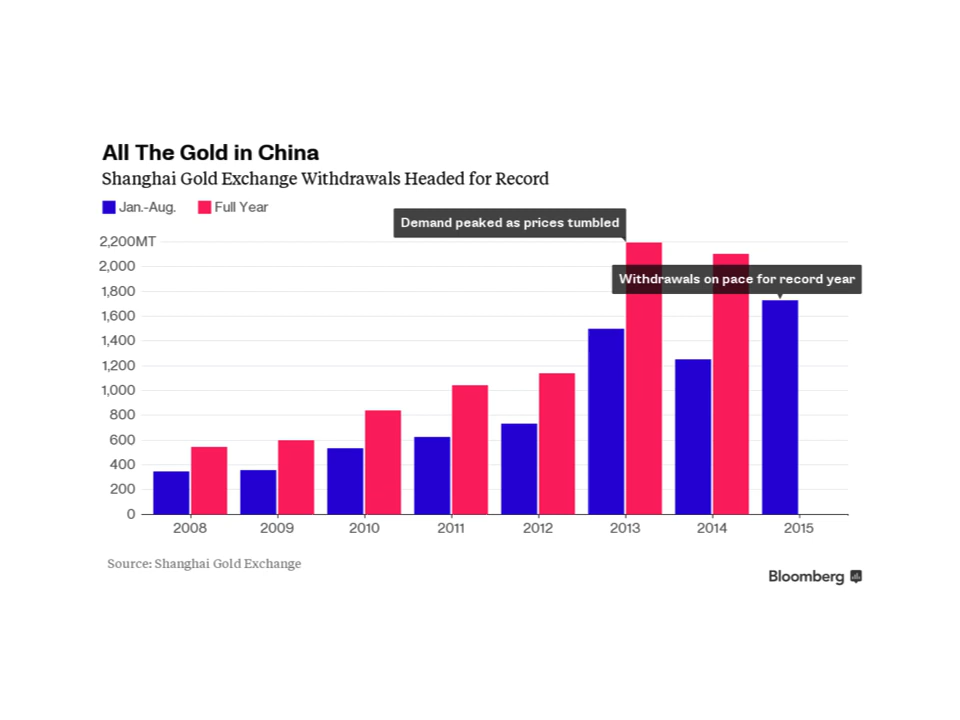 All The Gold in China
Shanghai Gold Exchange Withdrawals Headed for Record
Jan.-Aug. Full Year
Demand peaked as prices tumbled
2,200MT
2,000
Withdrawals on pace for record year
1,800
1,600
1,400
1,200
1,000
800
600
400
200
0
2008 2009 2010 2011 2012 2013 2014 2015
Source: Shanghai Gold Exchange
Bloomberg